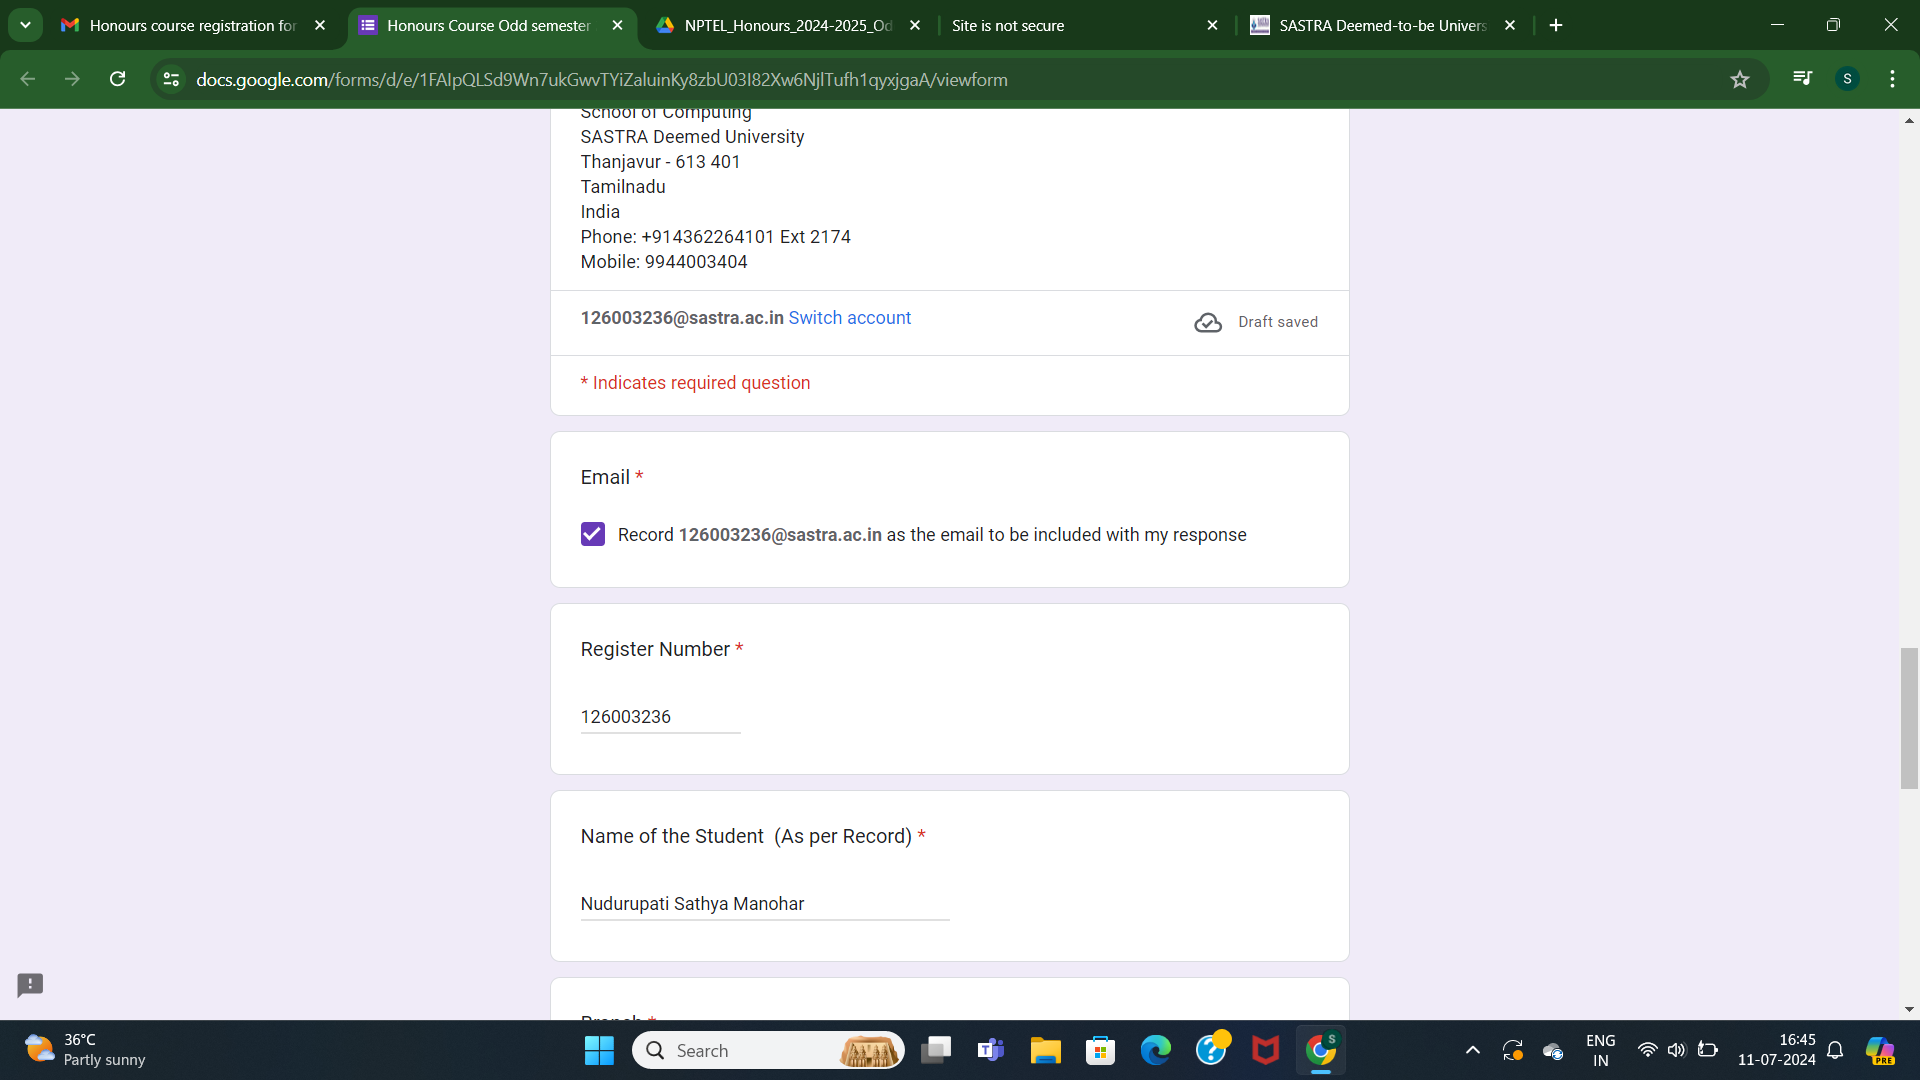 Honours course registration for
Honours Course Odd semester
NPTEL_Honours_2024-2025_Od
Site is not secure
SASTRA Deemed-to-be Univers
docs.google.com/forms/d/e/1FAIpQLSd9Wn7ukGwvTYiZaluinKy8zbU03I82Xw6NjlTufh1qyxjgaA/viewform
S
School of Computing
SASTRA Deemed University
Thanjavur - 613 401
Tamilnadu
India
Phone: +914362264101 Ext 2174
Mobile: 9944003404
126003236@sastra.ac.in Switch account
Draft saved
* Indicates required question
Email *
Record 126003236@sastra.ac.in as the email to be included with my response
Register Number *
126003236
Name of the Student (As per Record) *
Nudurupati Sathya Manohar
Branch *
36°C
Partly sunny
Search
S
ENG
IN
16:45
11-07-2024
PRE